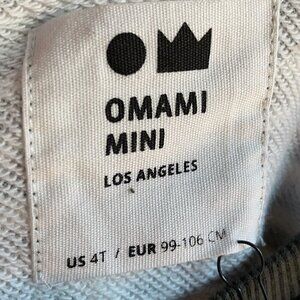 OMAMI
MINI
LOS ANGELES
US 4T / EUR 99-106 CM